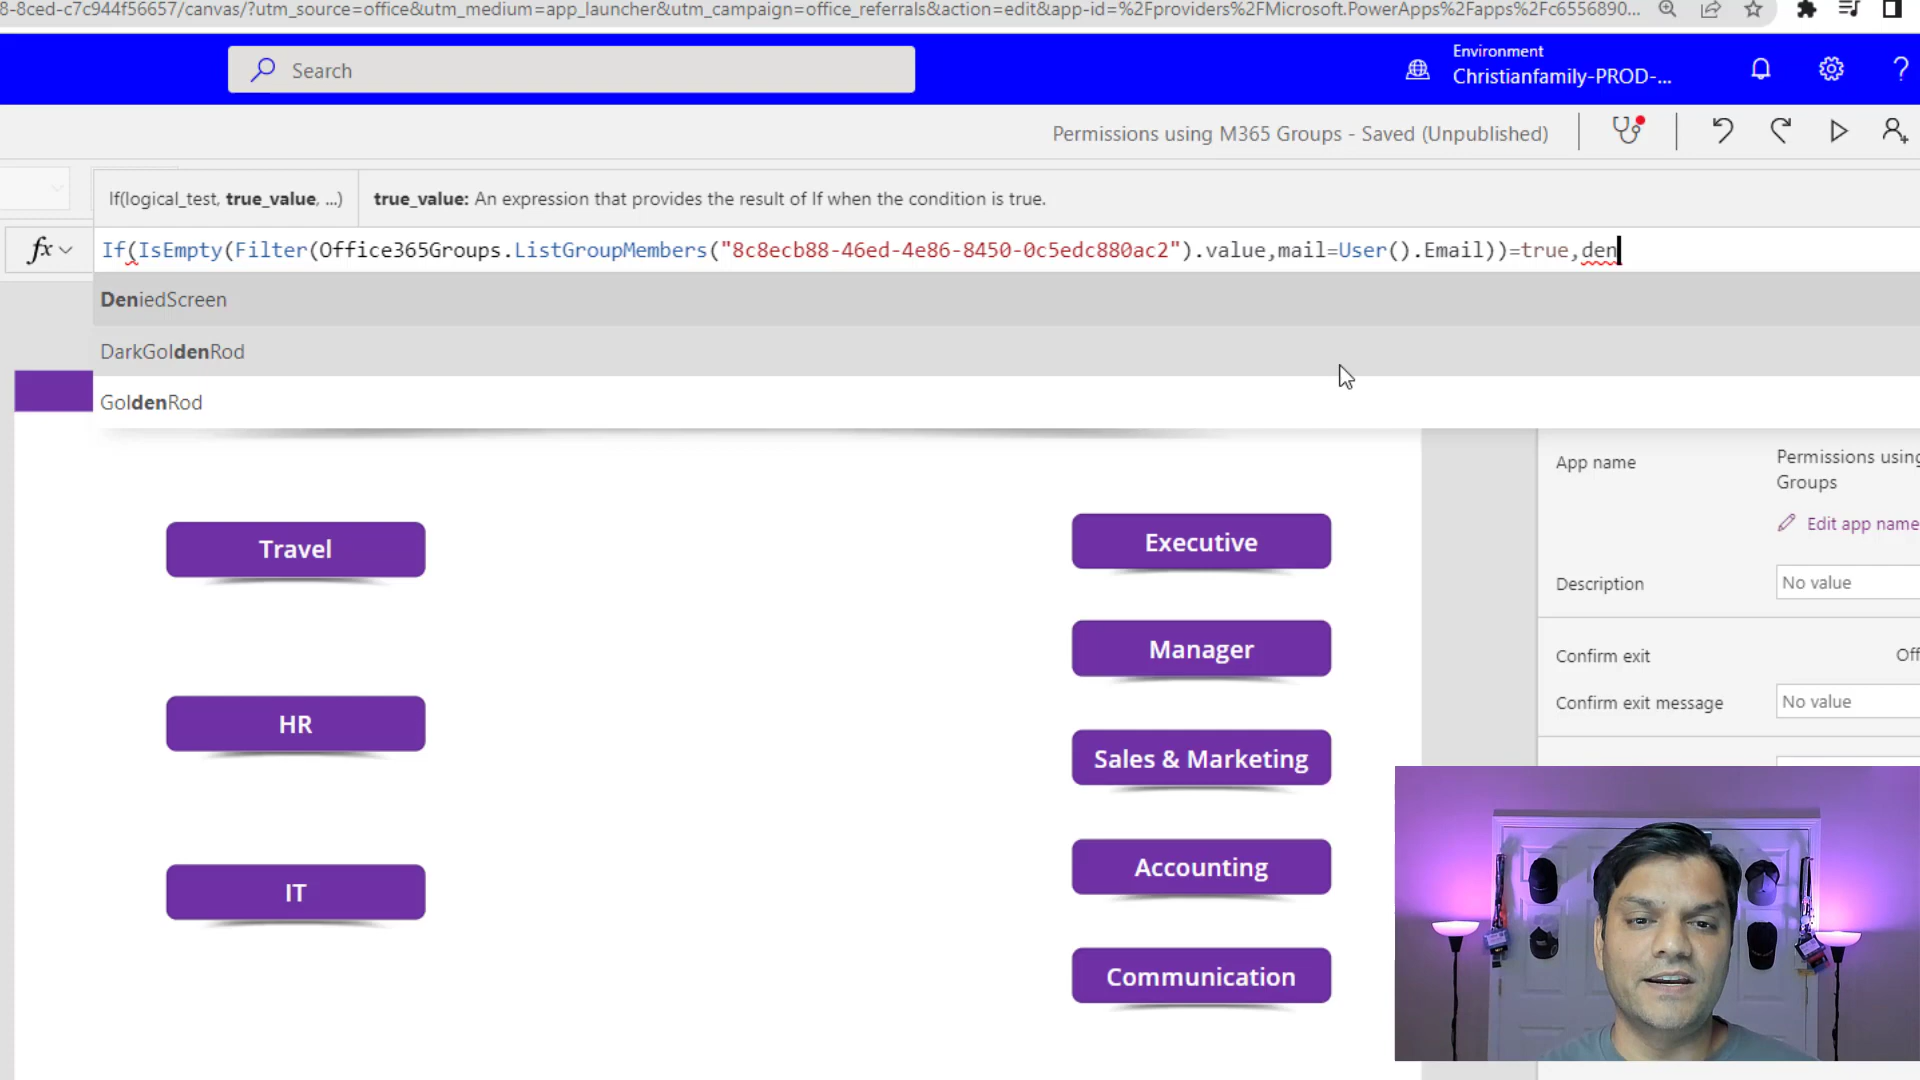 8-8ced-c7c944f56657/canvas/?utm_source=office&utm_medium=app_launcher&utm_campaign=office_referrals&action=edit&app-id=%2Fproviders%2FMicrosoft.PowerApps%2Fapps%2Fc6556890...
Search
Environment
Christianfamily-PROD-...
?
Permissions using M365 Groups - Saved (Unpublished)
If(logical_test, true_value, ...)
true_value: An expression that provides the result of If when the condition is true.
fx
If(IsEmpty(Filter(Office365Groups.ListGroupMembers("8c8ecb88-46ed-4e86-8450-0c5edc880ac2").value,mail=User().Email))=true,den
DeniedScreen
DarkGoldenRod
GoldenRod
App name
Permissions using
Groups
Edit app name
Description
No value
Confirm exit
Off
Confirm exit message
No value
Travel
HR
IT
Executive
Manager
Sales & Marketing
Accounting
Communication